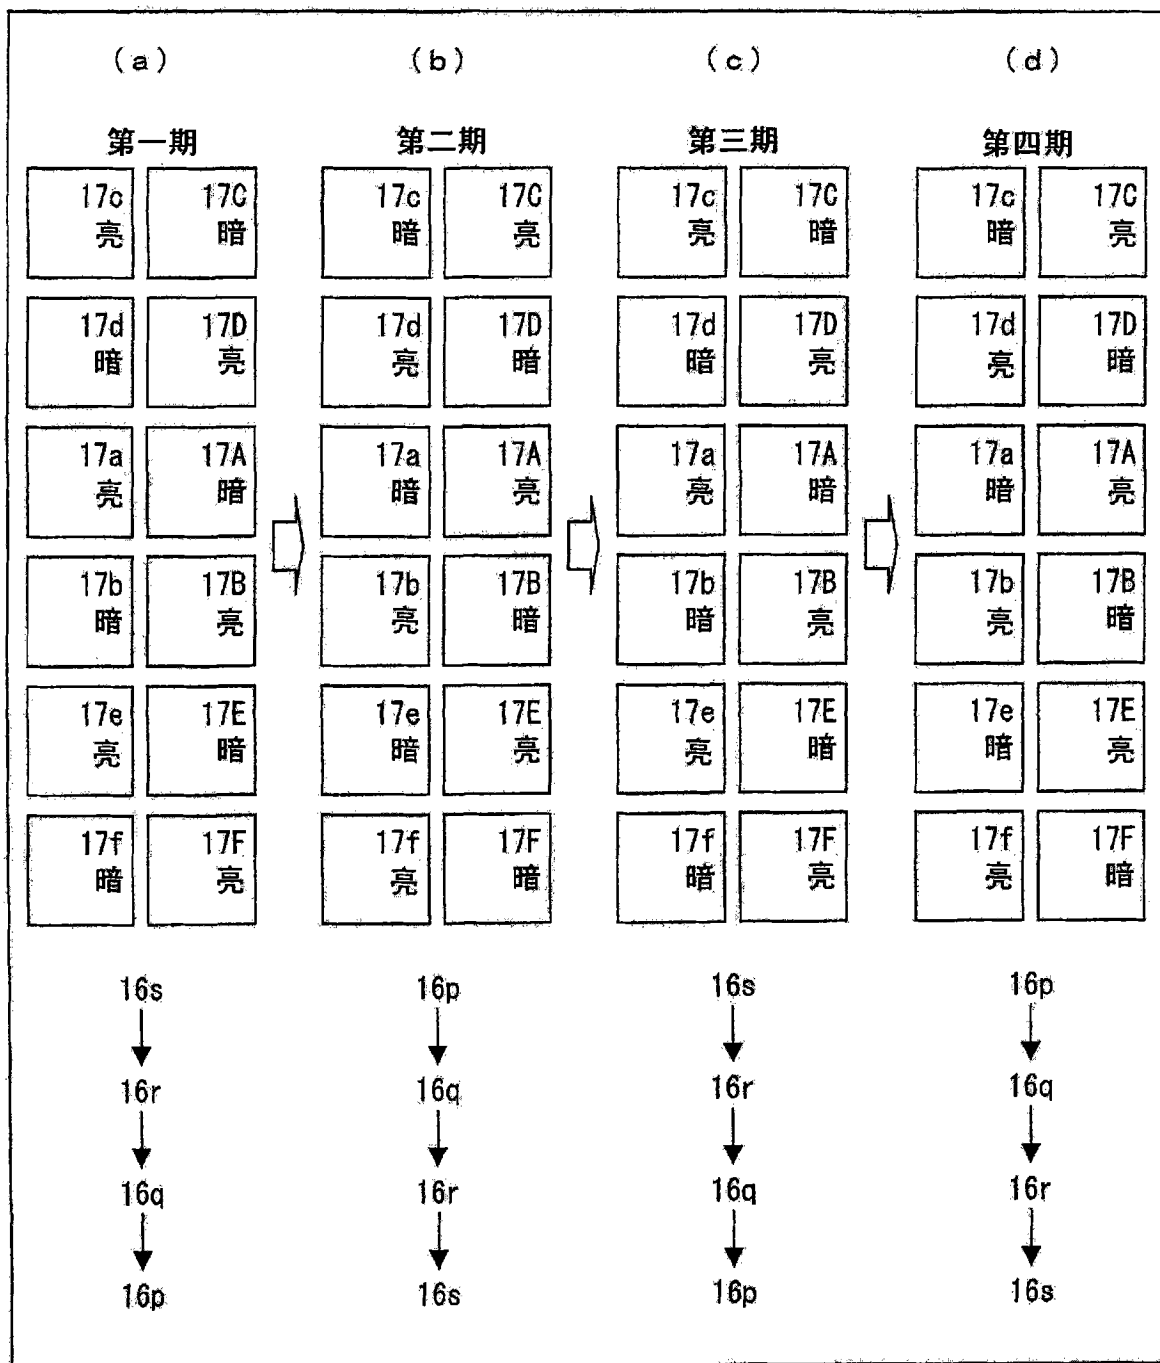 (a) (b) (c) (d)
第一期 第二期 第三期 第四期
17c 17C 17c 17C 17c 17C 17c 17C
亮 暗 暗 亮 亮 暗 暗 亮
17d 17D 17d 17D 17d 17D 17d 17D
暗 亮 亮 暗 暗 亮 亮 暗
17a 17A 17a 17A 17a 17A 17a 17A
亮 暗 暗 亮 亮 暗 暗 亮
17b 17B 17b 17B 17b 17B 17b 17B
暗 亮 亮 暗 暗 亮 亮 暗
17e 17E 17e 17E 17e 17E 17e 17E
亮 暗 暗 亮 亮 暗 暗 亮
17f 17F 17f 17F 17f 17F 17f 17F
暗 亮 亮 暗 暗 亮 亮 暗
16s 16p 16s 16p
16r 16q 16r 16q
16q 16r 16q 16r
16p 16s 16p 16s